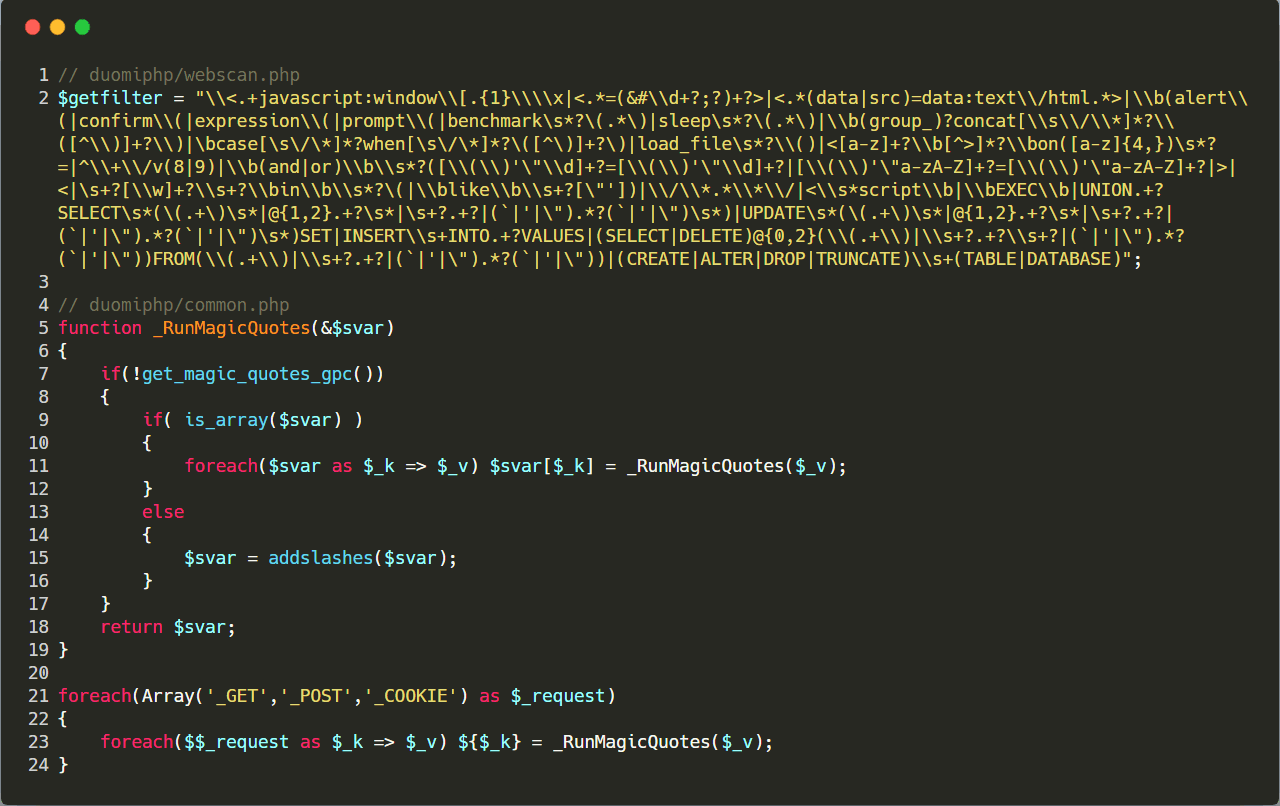 1 // duomiphp/webscan.php
2 $getfilter = "\\<.+javascript:window\\[.{1}\\\\x|<.*=(&#\\d+?;?)+?>|<.*(data|src)=data:text\\/html.*>|\\b(alert\\
(|confirm\\(|expression\\(|prompt\\(|benchmark\s*?\(.*\)|sleep\s*?\(.*\)|\\b(group_)?concat[\\s\\/\\*]*?\\
([^\\)]+?\\)|\bcase[\s\/\*]*?when[\s\/\*]*?\([^\)]+?\)|load_file\s*?\\()|<[a-z]+?\\b[^>]*?\\bon([a-z]{4,})\s*?
=|^\\+\\/v(8|9)|\\b(and|or)\\b\\s*?([\\(\\)'\"\\d]+?=[\\(\\)'\"\\d]+?|[\\(\\)'\"a-zA-Z]+?=[\\(\\)'\"a-zA-Z]+?|>|
<|\s+?[\\w]+?\\s+?\\bin\\b\\s*?\(|\\blike\\b\\s+?[\"'])|\\/\\*.*\\*\\/|<\\s*script\\b|\\bEXEC\\b|UNION.+?
SELECT\s*(\(.+\)\s*|@{1,2}.+?\s*|\s+?.+?|(`|'|\").*?(`|'|\")\s*)|UPDATE\s*(\(.+\)\s*|@{1,2}.+?\s*|\s+?.+?|
(`|'|\").*?(`|'|\")\s*)SET|INSERT\\s+INTO.+?VALUES|(SELECT|DELETE)@{0,2}(\\(.+\\)|\\s+?.+?\\s+?|(`|'|\").*?
(`|'|\"))FROM(\\(.+\\)|\\s+?.+?|(`|'|\").*?(`|'|\"))|(CREATE|ALTER|DROP|TRUNCATE)\\s+(TABLE|DATABASE)";
3
4 // duomiphp/common.php
5 function _RunMagicQuotes(&$svar)
6 {
7     if(!get_magic_quotes_gpc())
8     {
9         if( is_array($svar) )
10         {
11             foreach($svar as $_k => $_v) $svar[$_k] = _RunMagicQuotes($_v);
12         }
13         else
14         {
15             $svar = addslashes($svar);
16         }
17     }
18     return $svar;
19 }
20
21 foreach(Array('_GET','_POST','_COOKIE') as $_request)
22 {
23     foreach($$_request as $_k => $_v) ${$_k} = _RunMagicQuotes($_v);
24 }